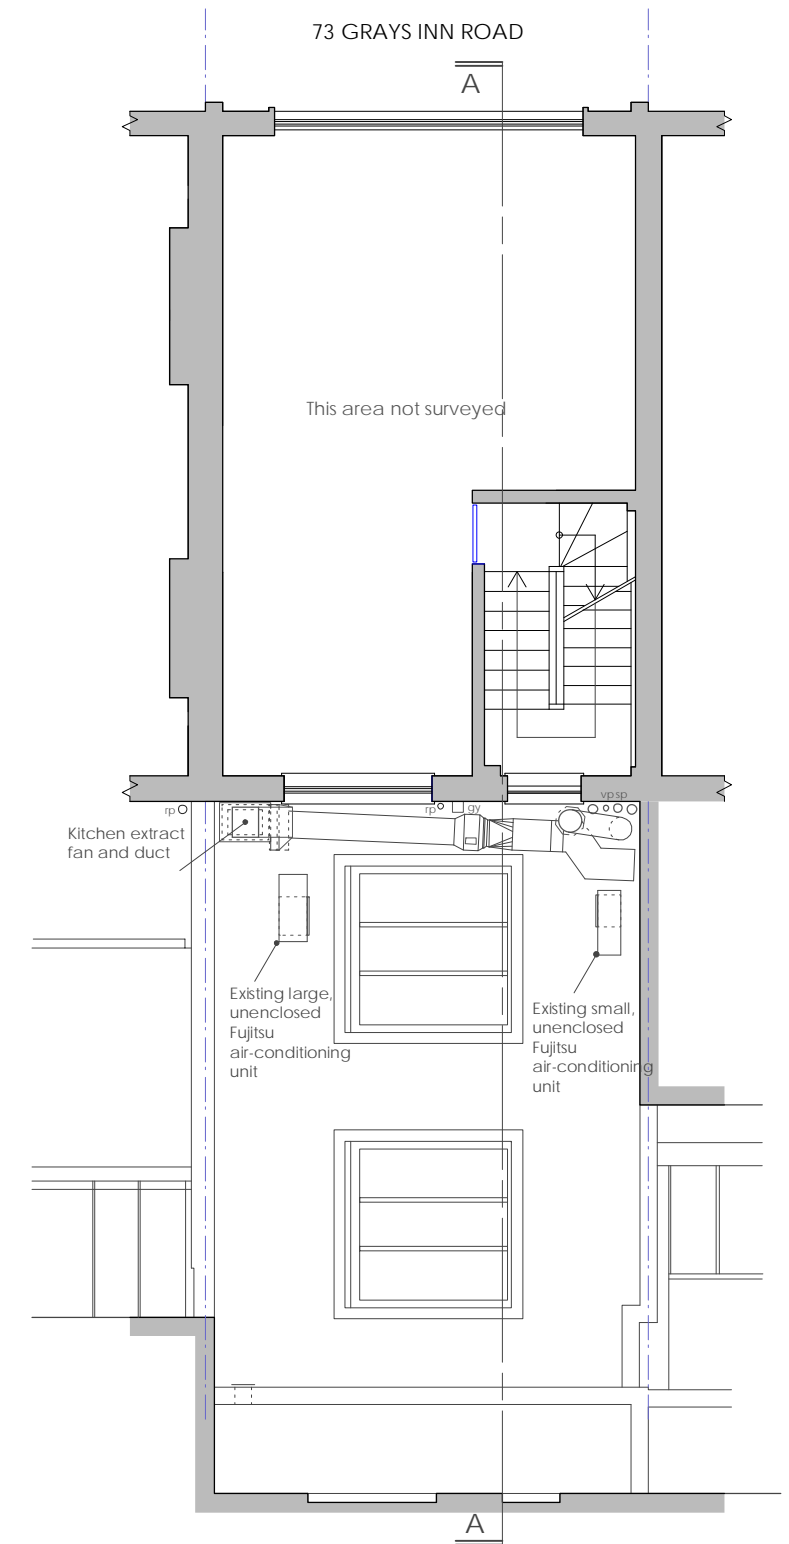 73 GRAYS INN ROAD
A
This area not surveyed
vp sp
rp
rp
gy
Kitchen extract
fan and duct
Existing large,
unenclosed
Fujitsu
air-conditioning
unit
Existing small,
unenclosed
Fujitsu
air-conditioning
unit
A